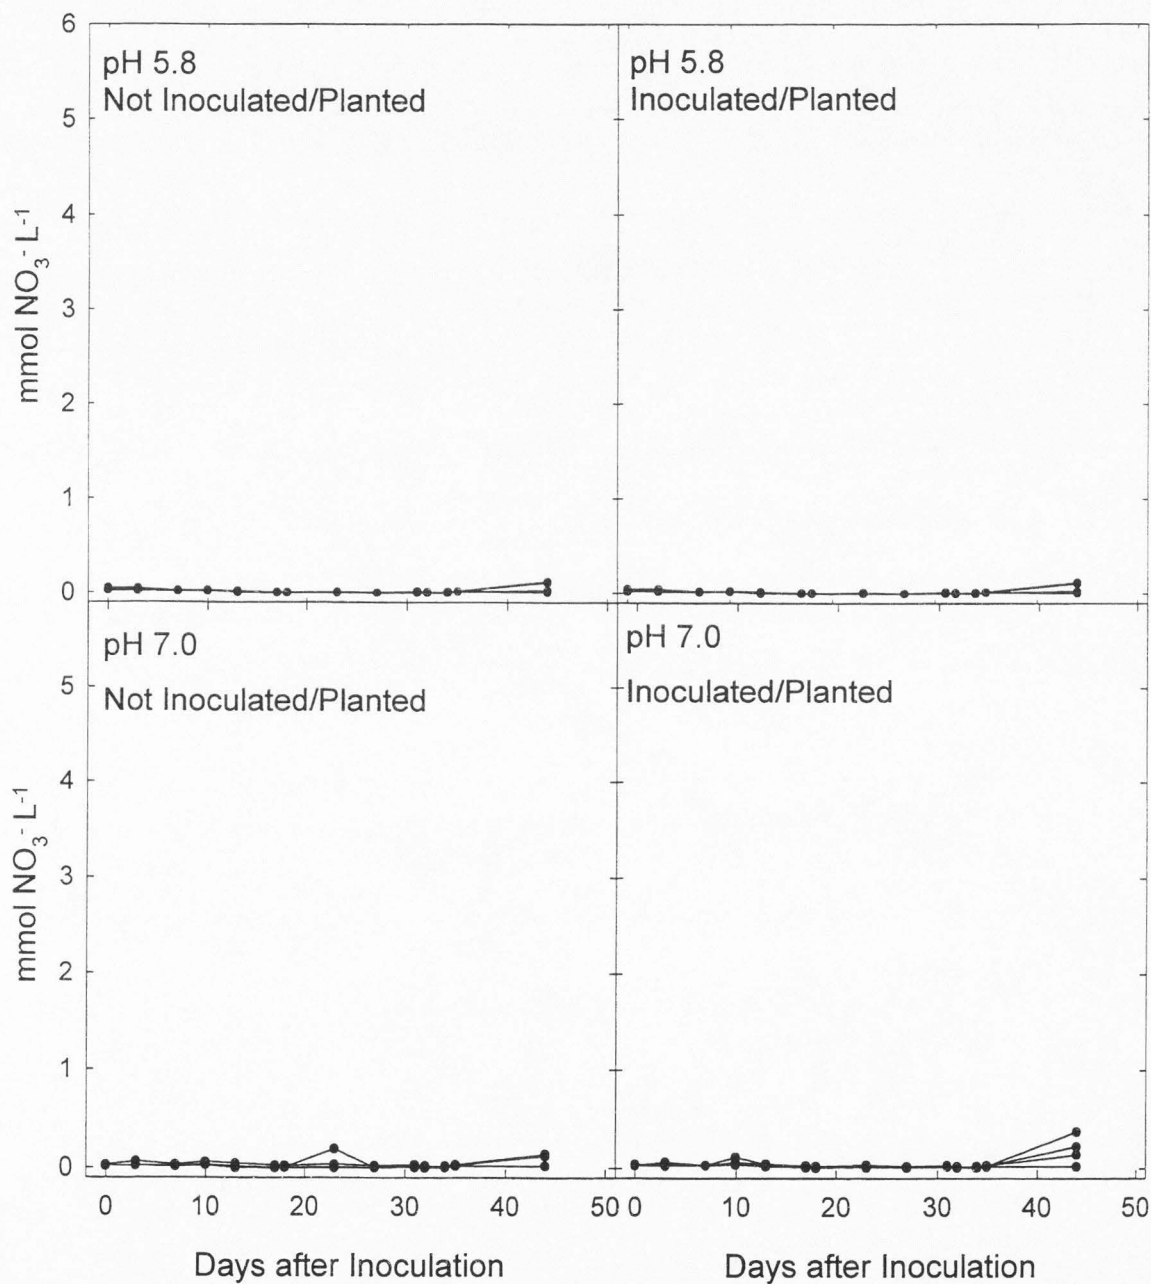 6
pH 5.8
Not Inoculated/Planted
pH 5.8
Inoculated/Planted
5
4
3
2
1
0
mmol NO₃ - L⁻¹
pH 7.0
Not Inoculated/Planted
pH 7.0
Inoculated/Planted
5
4
3
2
1
0
mmol NO₃ - L⁻¹
0 10 20 30 40 50 0 10 20 30 40 50
Days after Inoculation
Days after Inoculation